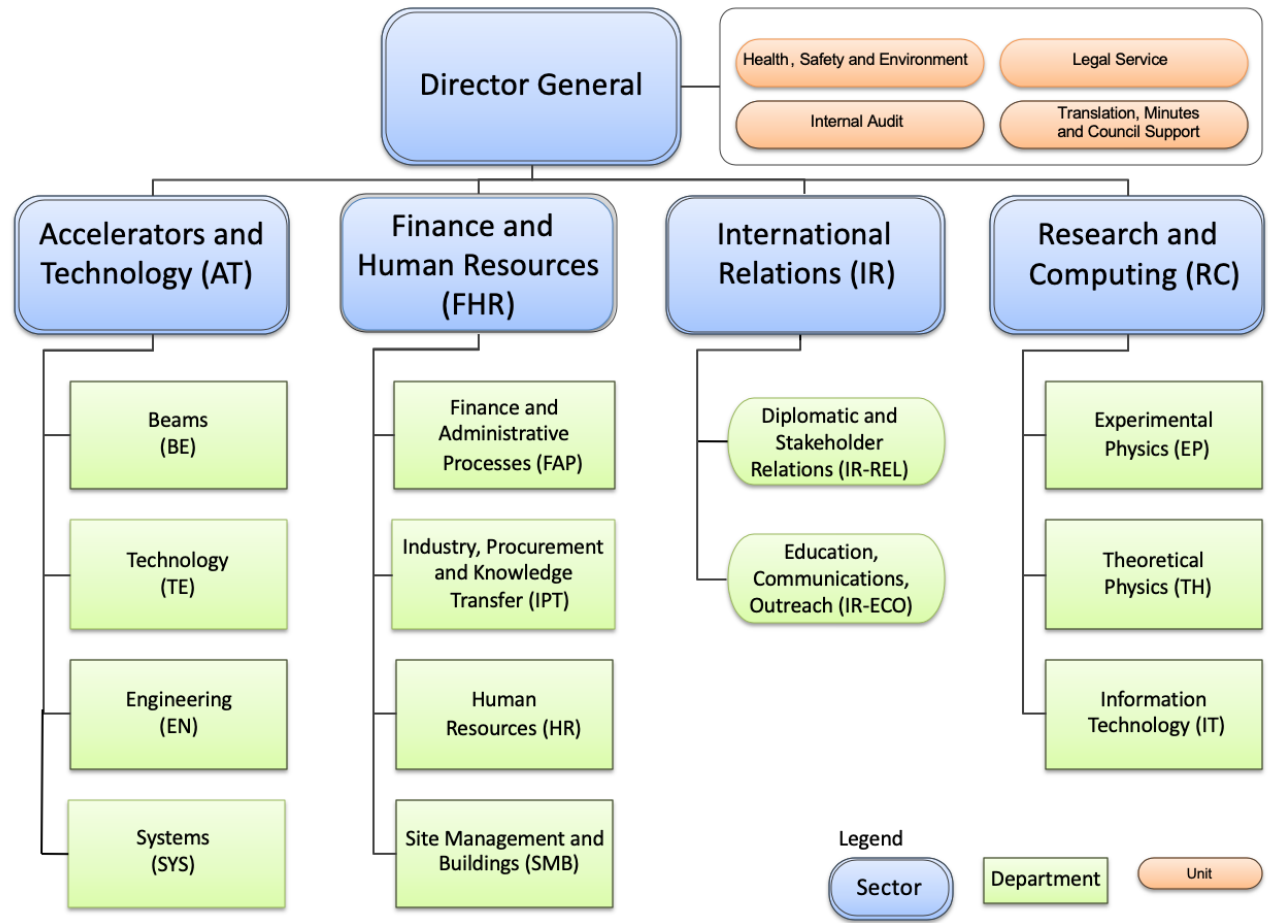 Director General
Health, Safety and Environment
Legal Service
Internal Audit
Translation, Minutes
and Council Support
Accelerators and
Technology (AT)
Finance and
Human Resources
(FHR)
International
Relations (IR)
Research and
Computing (RC)
Beams
(BE)
Technology
(TE)
Engineering
(EN)
Systems
(SYS)
Finance and
Administrative
Processes (FAP)
Industry, Procurement
and Knowledge
Transfer (IPT)
Human
Resources (HR)
Site Management and
Buildings (SMB)
Diplomatic and
Stakeholder
Relations (IR-REL)
Education,
Communications,
Outreach (IR-ECO)
Experimental
Physics (EP)
Theoretical
Physics (TH)
Information
Technology (IT)
Legend
Sector
Department
Unit